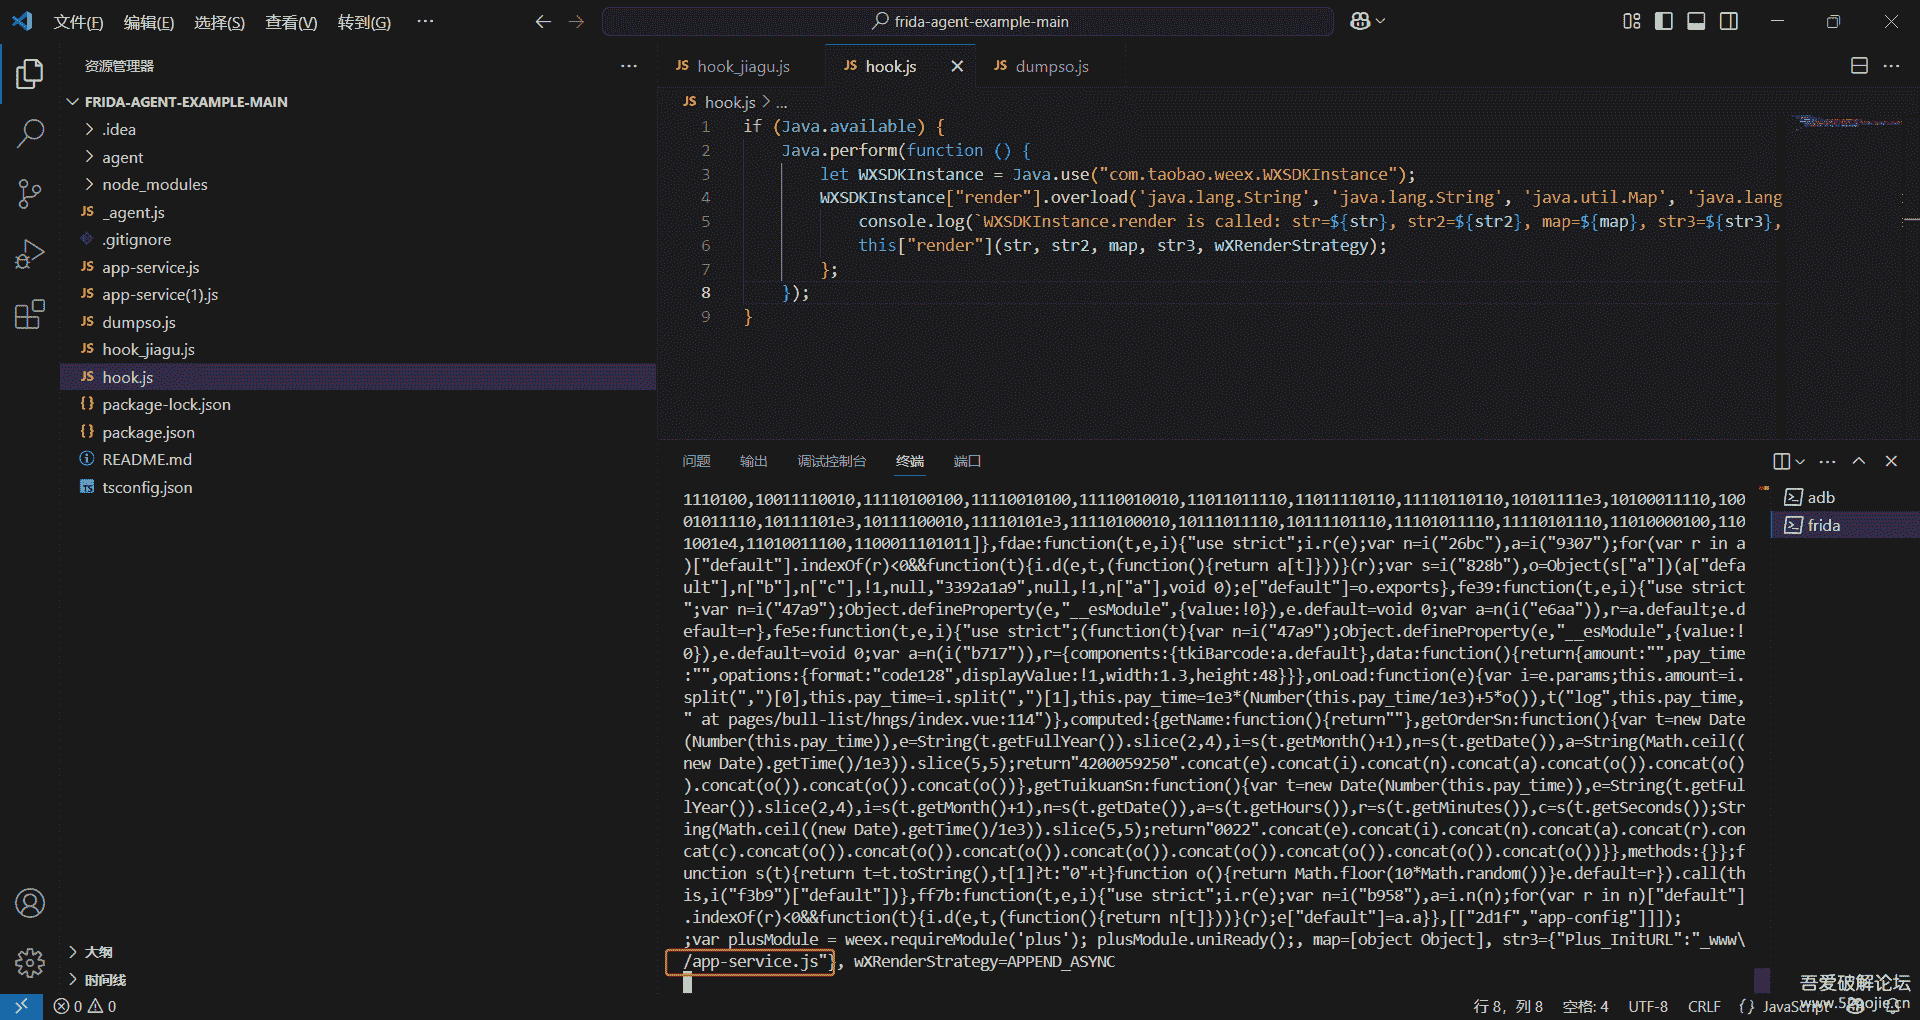 文件(F) 编辑(E) 选择(S) 查看(V) 转到(G) ··· frida-agent-example-main
资源管理器 ···
FRIDA-AGENT-EXAMPLE-MAIN
.idea
agent
node_modules
JS _agent.js
.gitignore
JS app-service.js
JS app-service(1).js
JS dumpso.js
JS hook_jiagu.js
JS hook.js
{} package-lock.json
{} package.json
README.md
TS tsconfig.json
大纲
时间线
JS hook_jiagu.js JS hook.js JS dumpso.js ···
JS hook.js > ...
1 if (Java.available) {
2 Java.perform(function () {
3 let WXSDKInstance = Java.use("com.taobao.weex.WXSDKInstance");
4 WXSDKInstance["render"].overload('java.lang.String', 'java.lang.String', 'java.util.Map', 'java.lang
5 console.log(`WXSDKInstance.render is called: str=${str}, str2=${str2}, map=${map}, str3=${str3},
6 this["render"](str, str2, map, str3, wXRenderStrategy);
7 };
8 });
9 }
问题 输出 调试控制台 终端 端口 ···
1110100,10011110010,11110100100,11110010100,11110010010,11011011110,11011110110,11110110110,10101111e3,10100011110,100
01011110,10111101e3,10111100010,11110101e3,11110100010,10111011110,10111101110,11101011110,11110101110,11010000100,110
1001e4,11010011100,1100011101011]},fdae:function(t,e,i){"use strict";i.r(e);var n=i("26bc"),a=i("9307");for(var r in a
)["default"].indexOf(r)<0&&function(t){i.d(e,t,(function(){return a[t]}))}(r);var s=i("828b"),o=Object(s["a"])(a["defa
ult"],n["b"],n["c"],!1,null,"3392a1a9",null,!1,n["a"],void 0);e["default"]=o.exports},fe39:function(t,e,i){"use strict
";var n=i("47a9");Object.defineProperty(e,"__esModule",{value:!0}),e.default=void 0;var a=n(i("e6aa")),r=a.default;e.d
efault=r},fe5e:function(t,e,i){"use strict";(function(t){var n=i("47a9");Object.defineProperty(e,"__esModule",{value:!
0}),e.default=void 0;var a=n(i("b717")),r={components:{tkiBarcode:a.default},data:function(){return{amount:"",pay_time
:"",opations:{format:"code128",displayValue:!1,width:1.3,height:48}}},onLoad:function(e){var i=e.params;this.amount=i.
split(",")[0],this.pay_time=i.split(",")[1],this.pay_time=1e3*(Number(this.pay_time/1e3)+5*o()),t("log",this.pay_time,
" at pages/bull-list/hngs/index.vue:114")},computed:{getName:function(){return""},getOrderSn:function(){var t=new Date
(Number(this.pay_time)),e=String(t.getFullYear()).slice(2,4),i=s(t.getMonth()+1),n=s(t.getDate()),a=String(Math.ceil((
new Date).getTime()/1e3)).slice(5,5);return"4200059250".concat(e).concat(i).concat(n).concat(a).concat(o()).concat(o()
).concat(o()).concat(o()).concat(o())},getTuikuanSn:function(){var t=new Date(Number(this.pay_time)),e=String(t.getFul
lYear()).slice(2,4),i=s(t.getMonth()+1),n=s(t.getDate()),a=s(t.getHours()),r=s(t.getMinutes()),c=s(t.getSeconds());Str
ing(Math.ceil((new Date).getTime()/1e3)).slice(5,5);return"0022".concat(e).concat(i).concat(n).concat(a).concat(r).con
cat(c).concat(o()).concat(o()).concat(o()).concat(o()).concat(o()).concat(o()).concat(o()).concat(o())}},methods:{}};f
unction s(t){return t=t.toString(),t[1]?t:"0"+t}function o(){return Math.floor(10*Math.random())}e.default=r}).call(th
is,i("f3b9")["default"])},ff7b:function(t,e,i){"use strict";i.r(e);var n=i("b958"),a=i.n(n);for(var r in n)["default"]
.indexOf(r)<0&&function(t){i.d(e,t,(function(){return n[t]}))}(r);e["default"]=a.a}},[["2d1f","app-config"]]]);
;var plusModule = weex.requireModule('plus'); plusModule.uniReady();, map=[object Object], str3={"Plus_InitURL":"_www\
/app-service.js"}, wXRenderStrategy=APPEND_ASYNC
adb
frida
0 0 行 8，列 8 空格: 4 UTF-8 CRLF {} JavaScript
吾爱破解论坛
www.52pojie.cn